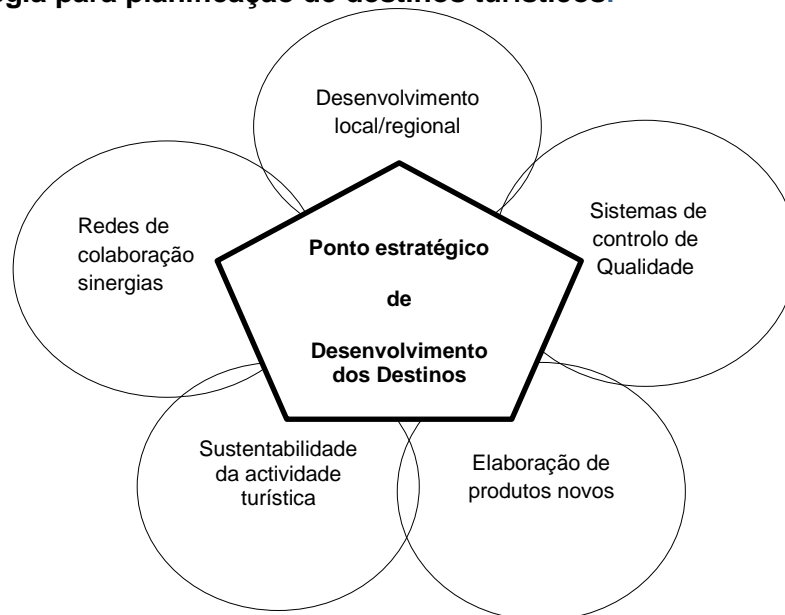 para planificação de destinos turísticos.
Desenvolvimento
local/regional
Redes de
colaboração
sinergias
Ponto estratégico
de
Desenvolvimento
dos Destinos
Sistemas de
controlo de
Qualidade
Sustentabilidade
da actividade
turística
Elaboração de
produtos novos